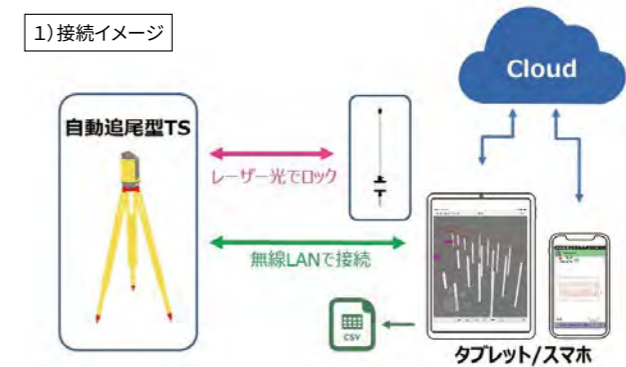 1)接続イメージ
Cloud
自動追尾型TS
レーザー光でロック
無線LANで接続
CSV
タブレット/スマホ